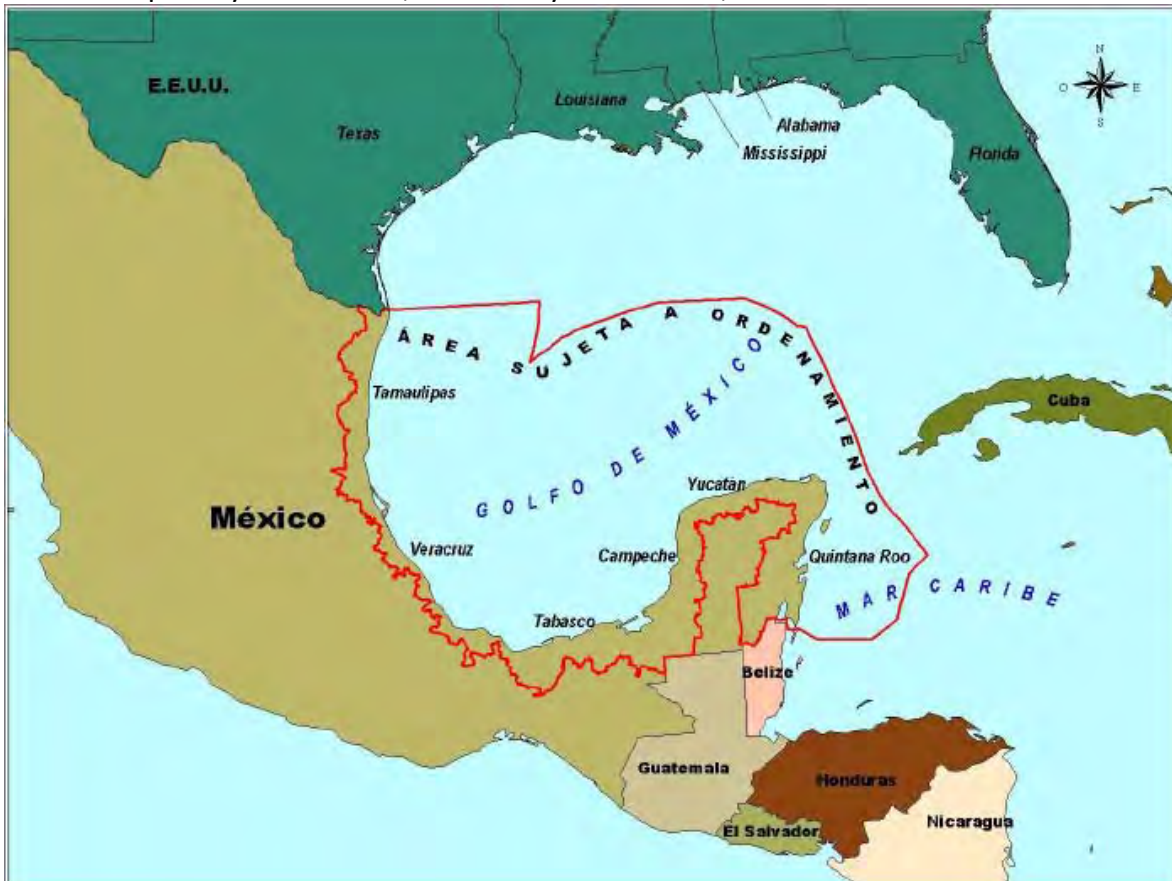 N
O E
S
E.E.U.U.
Texas
Louisiana
Alabama
Mississippi
Florida
ÁREA SUJETA A ORDENAMIENTO
Tamaulipas
GOLFO DE MÉXICO
Cuba
México
Yucatán
Veracruz
Campeche
Quintana Roo
MAR CARIBE
Tabasco
Belize
Guatemala
Honduras
El Salvador
Nicaragua